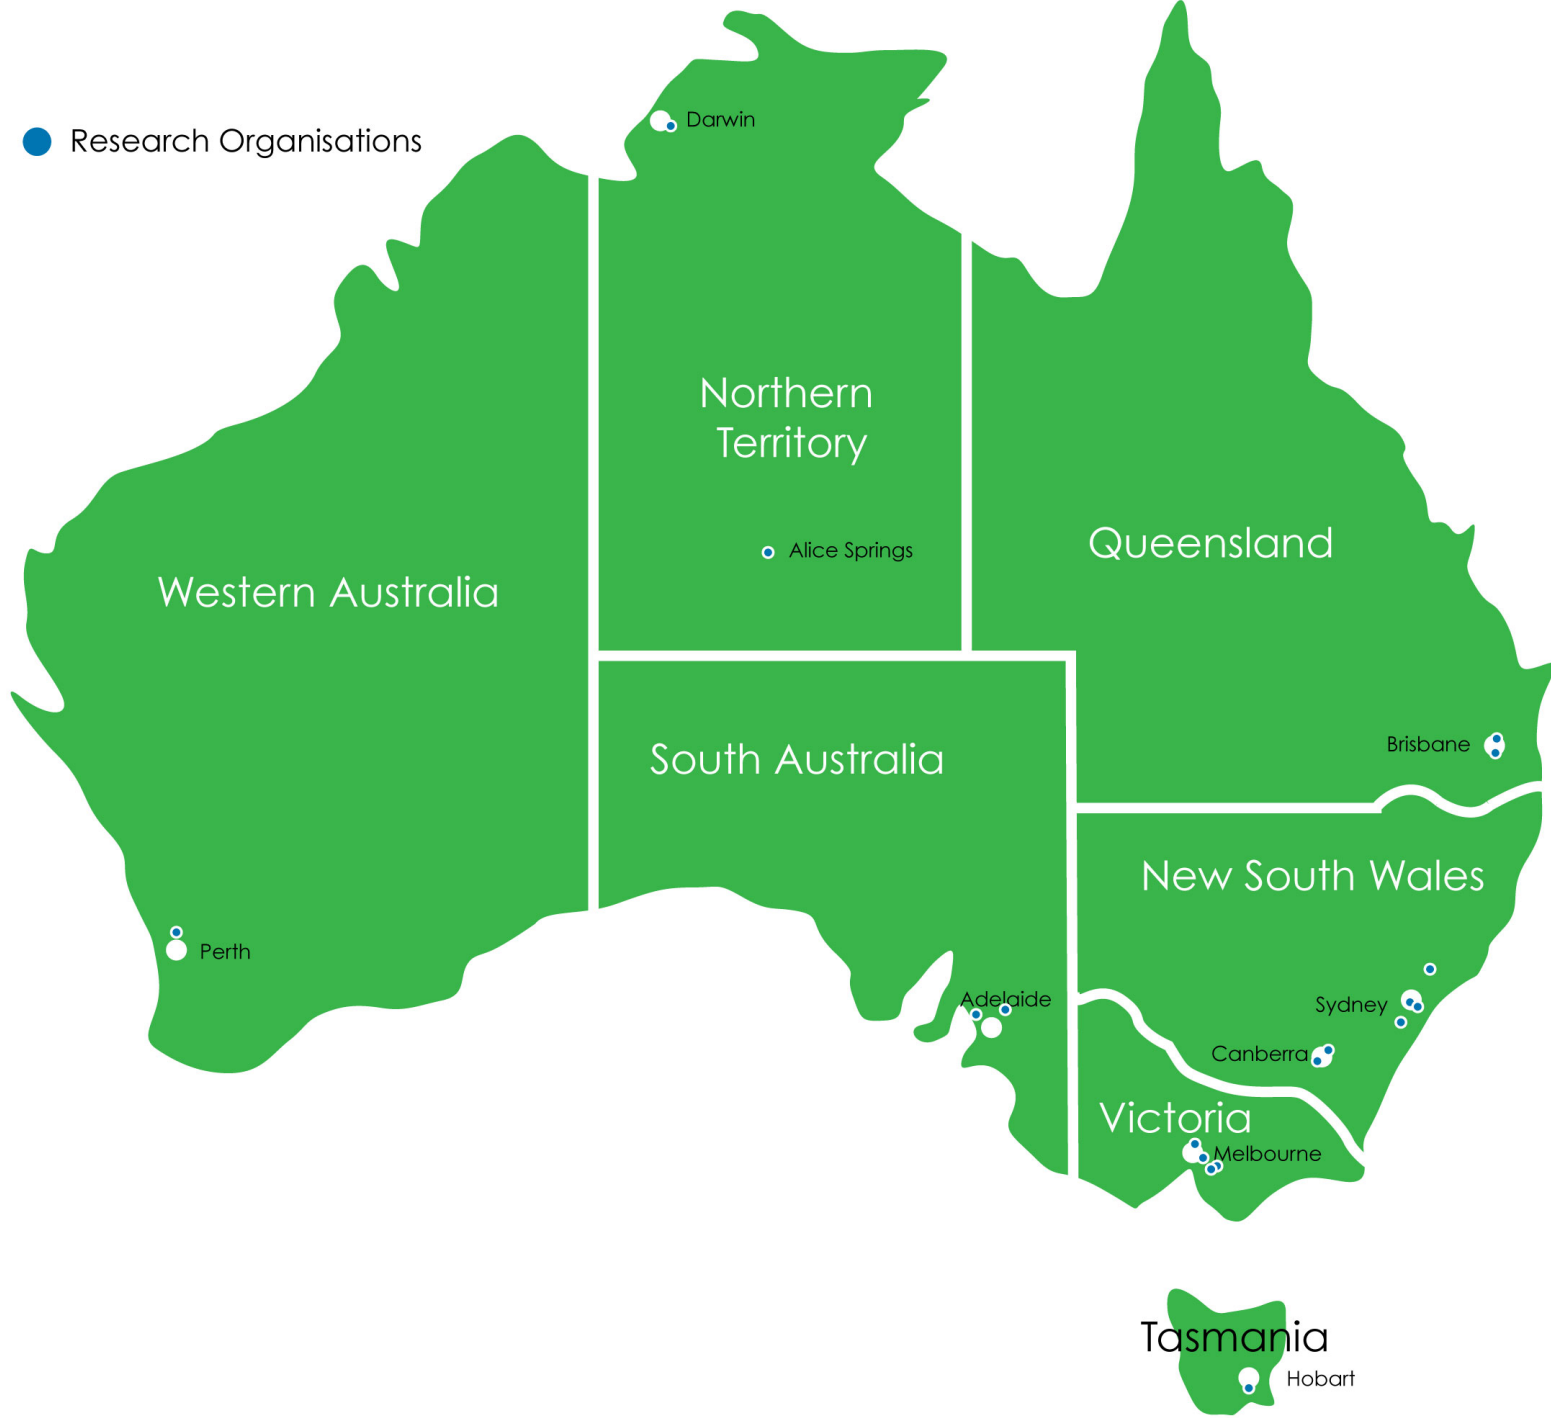 Darwin
Research Organisations
Northern
Territory
Queensland
Alice Springs
Western Australia
Brisbane
South Australia
New South Wales
Perth
Adelaide
Sydney
Canberra
Victoria
Melbourne
Tasmania
Hobart